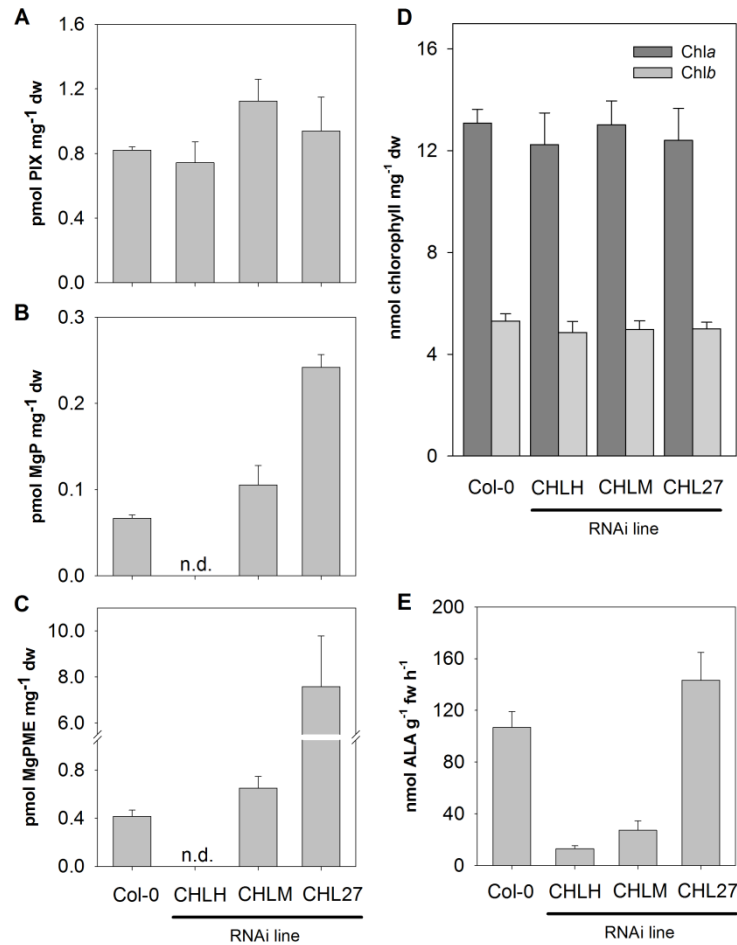 A
pmol PIX mg-1 dw
1.6
1.2
0.8
0.4
0.0
B
pmol MgP mg-1 dw
0.3
0.2
0.1
0.0
n.d.
C
pmol MgPME mg-1 dw
10.0
8.0
6.0
0.8
0.4
0.0
n.d.
Col-0 CHLH CHLM CHL27
RNAi line
D
nmol chlorophyll mg-1 dw
16
12
8
4
0
Chla
Chlb
Col-0 CHLH CHLM CHL27
RNAi line
E
nmol ALA g-1 fw h-1
200
160
120
80
40
0
Col-0 CHLH CHLM CHL27
RNAi line